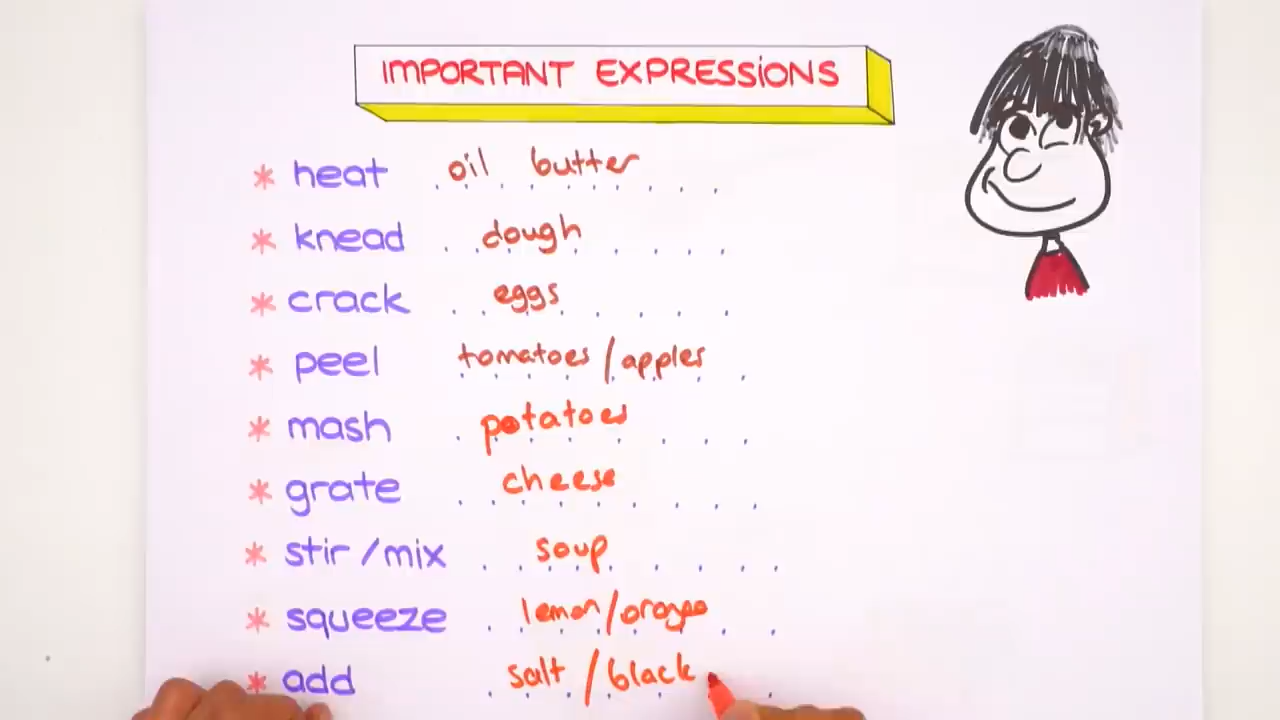 IMPORTANT EXPRESSIONS
* heat oil butter
* knead dough
* crack eggs
* peel tomatoes / apples
* mash potatoes
* grate cheese
* stir / mix soup
* squeeze lemon /
* add salt / black